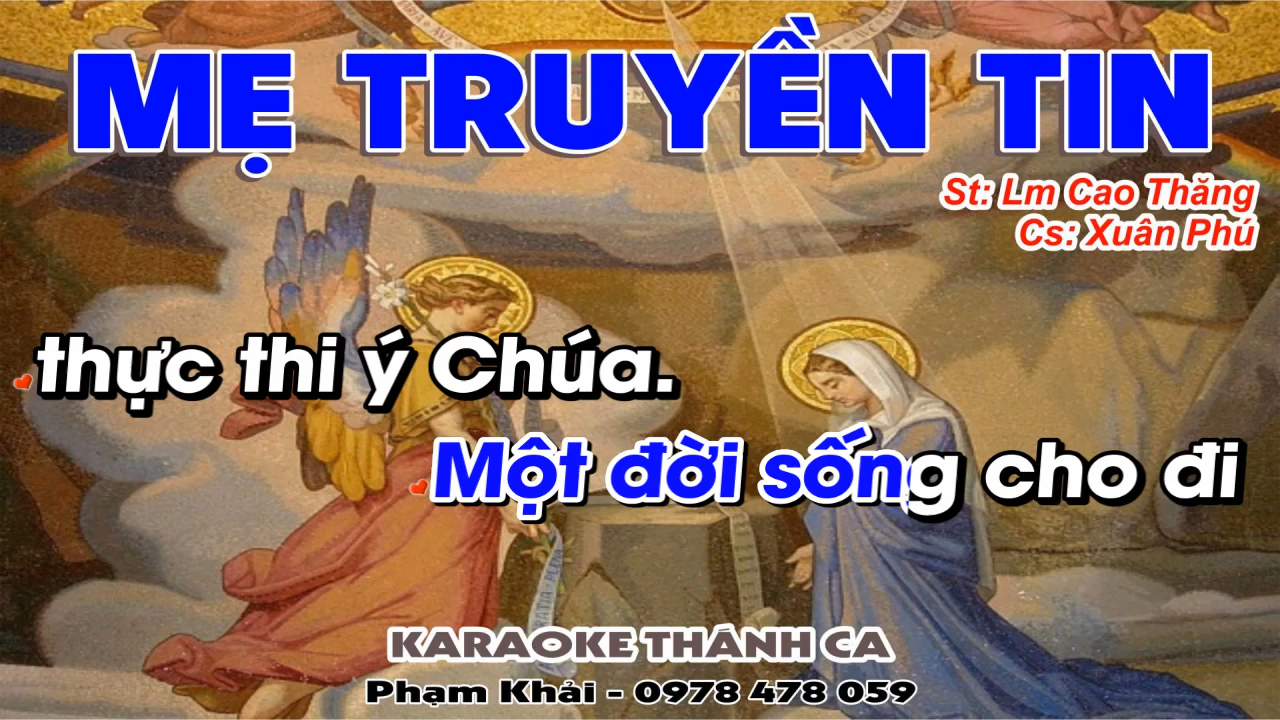 MẸ TRUYỀN TIN
St: Lm Cao Thăng
Cs: Xuân Phú
thực thi ý Chúa.
Một đời sống cho đi
KARAOKE THÁNH CA
Phạm Khải - 0978 478 059